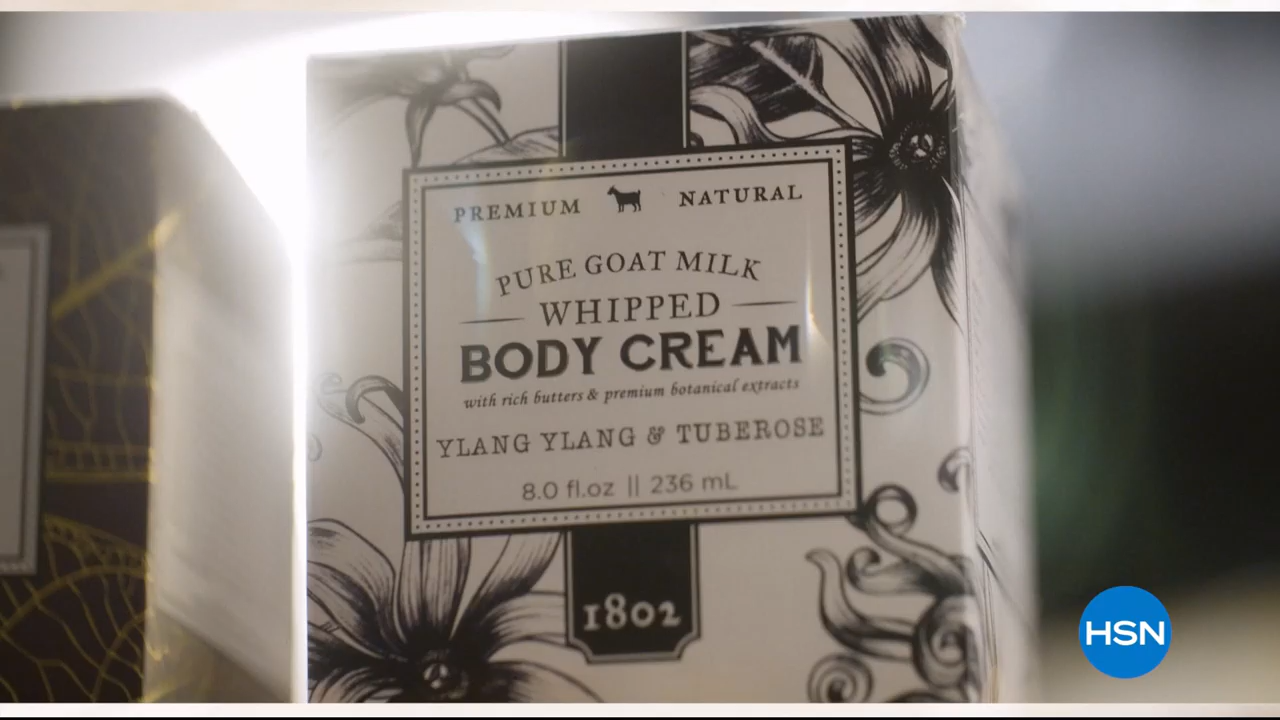 PREMIUM NATURAL
PURE GOAT MILK
WHIPPED
BODY CREAM
with rich butters & premium botanical extracts
YLANG YLANG & TUBEROSE
8.0 fl.oz || 236 mL
1802
HSN